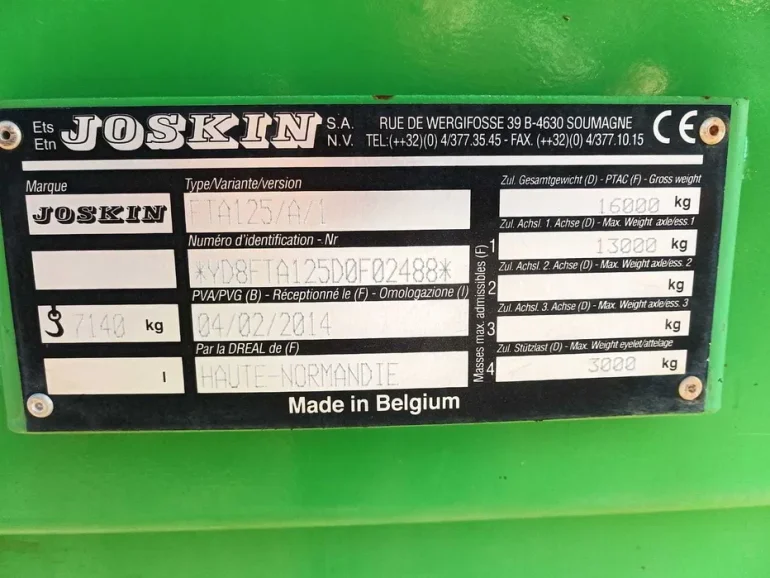 Ets
Etn
JOSKIN
S.A.
N.V.
RUE DE WERGIFOSSE 39 B-4630 SOUMAGNE
TEL:(++32)(0) 4/377.35.45 - FAX. (++32)(0) 4/377.10.15
CE
Marque
JOSKIN
7140 kg
l
Type/Variante/version
FTA125/A/1
Numéro d'identification - Nr
*YD8FTA125D0F02488*
PVA/PVG (B) - Réceptionné le (F) - Omologazione (I)
04/02/2014
Par la DREAL de (F)
HAUTE-NORMANDIE
Masses max. admissibles (F)
Zul. Gesamtgewicht (D) - PTAC (F) - Gross weight
16000 kg
Zul. Achsl. 1. Achse (D) - Max. Weight axle/ess.1
1 13000 kg
Zul. Achsl. 2. Achse (D) - Max. Weight axle/ess. 2
2 kg
Zul. Achsl. 3. Achse (D) - Max. Weight axle/ess. 3
3 kg
Zul. Stützlast (D) - Max. Weight eyelet/attelage
4 3000 kg
Made in Belgium